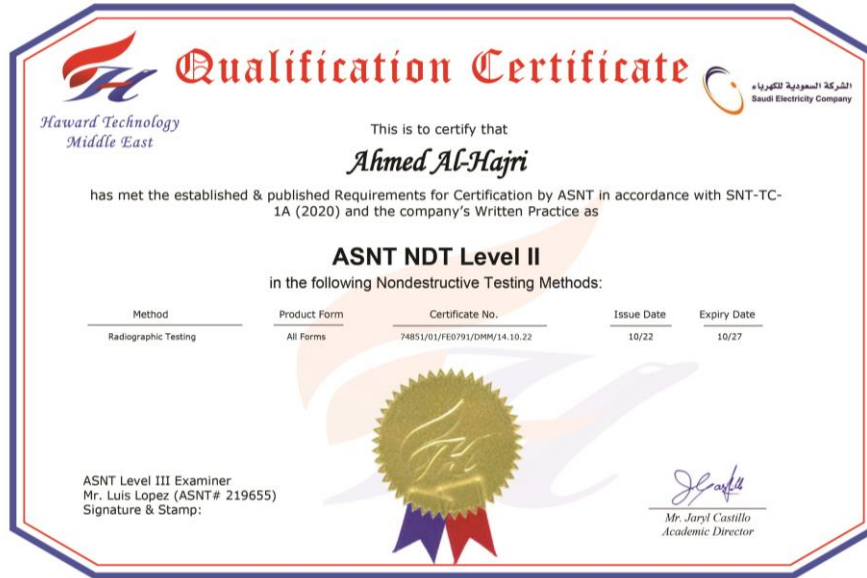 Qualification Certificate
Haward Technology
Middle East
الشركة السعودية للكهرباء
Saudi Electricity Company
This is to certify that
Ahmed Al-Hajri
has met the established & published Requirements for Certification by ASNT in accordance with SNT-TC-
1A (2020) and the company's Written Practice as
ASNT NDT Level II
in the following Nondestructive Testing Methods:
Method Product Form Certificate No. Issue Date Expiry Date
Radiographic Testing All Forms 74851/01/FE0791/DMM/14.10.22 10/22 10/27
ASNT Level III Examiner
Mr. Luis Lopez (ASNT# 219655)
Signature & Stamp:
Mr. Jaryl Castillo
Academic Director